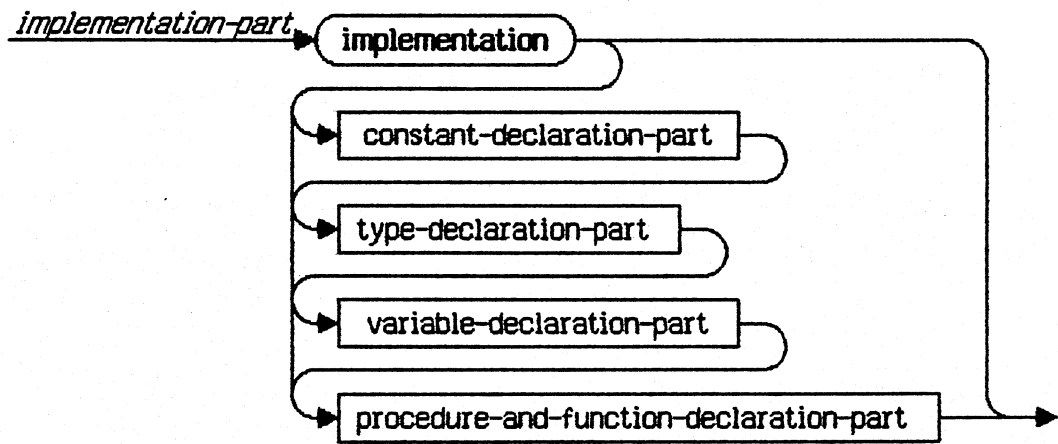 implementation-part
implementation
constant-declaration-part
type-declaration-part
variable-declaration-part
procedure-and-function-declaration-part